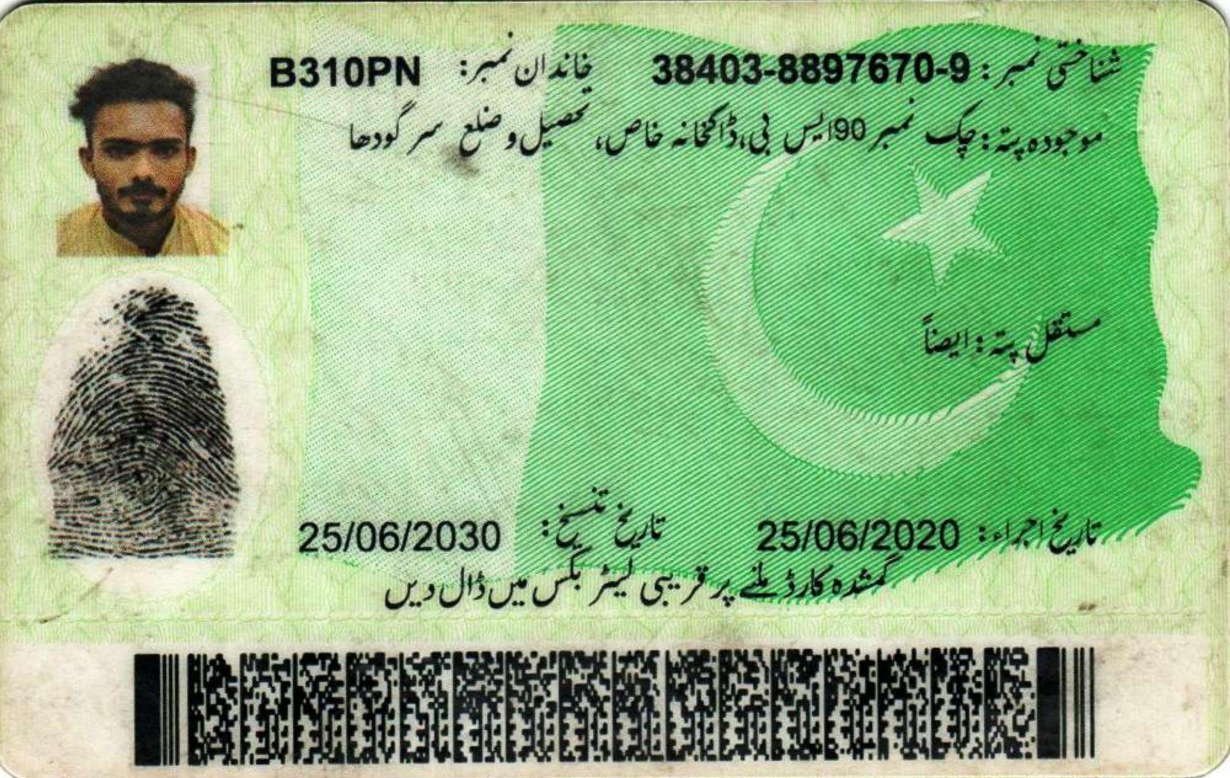 شناختی نمبر: 38403-8897670-9 خاندان نمبر: B310PN
موجودہ پتہ: چک نمبر 90ایس بی، ڈاکخانہ خاص، تحصیل و ضلع سرگودھا
مستقل پتہ: ایضاً
تاریخ اجراء: 25/06/2020 تاریخ تنسیخ: 25/06/2030
گمشدہ کارڈ ملنے پر قریبی لیٹر بکس میں ڈال دیں